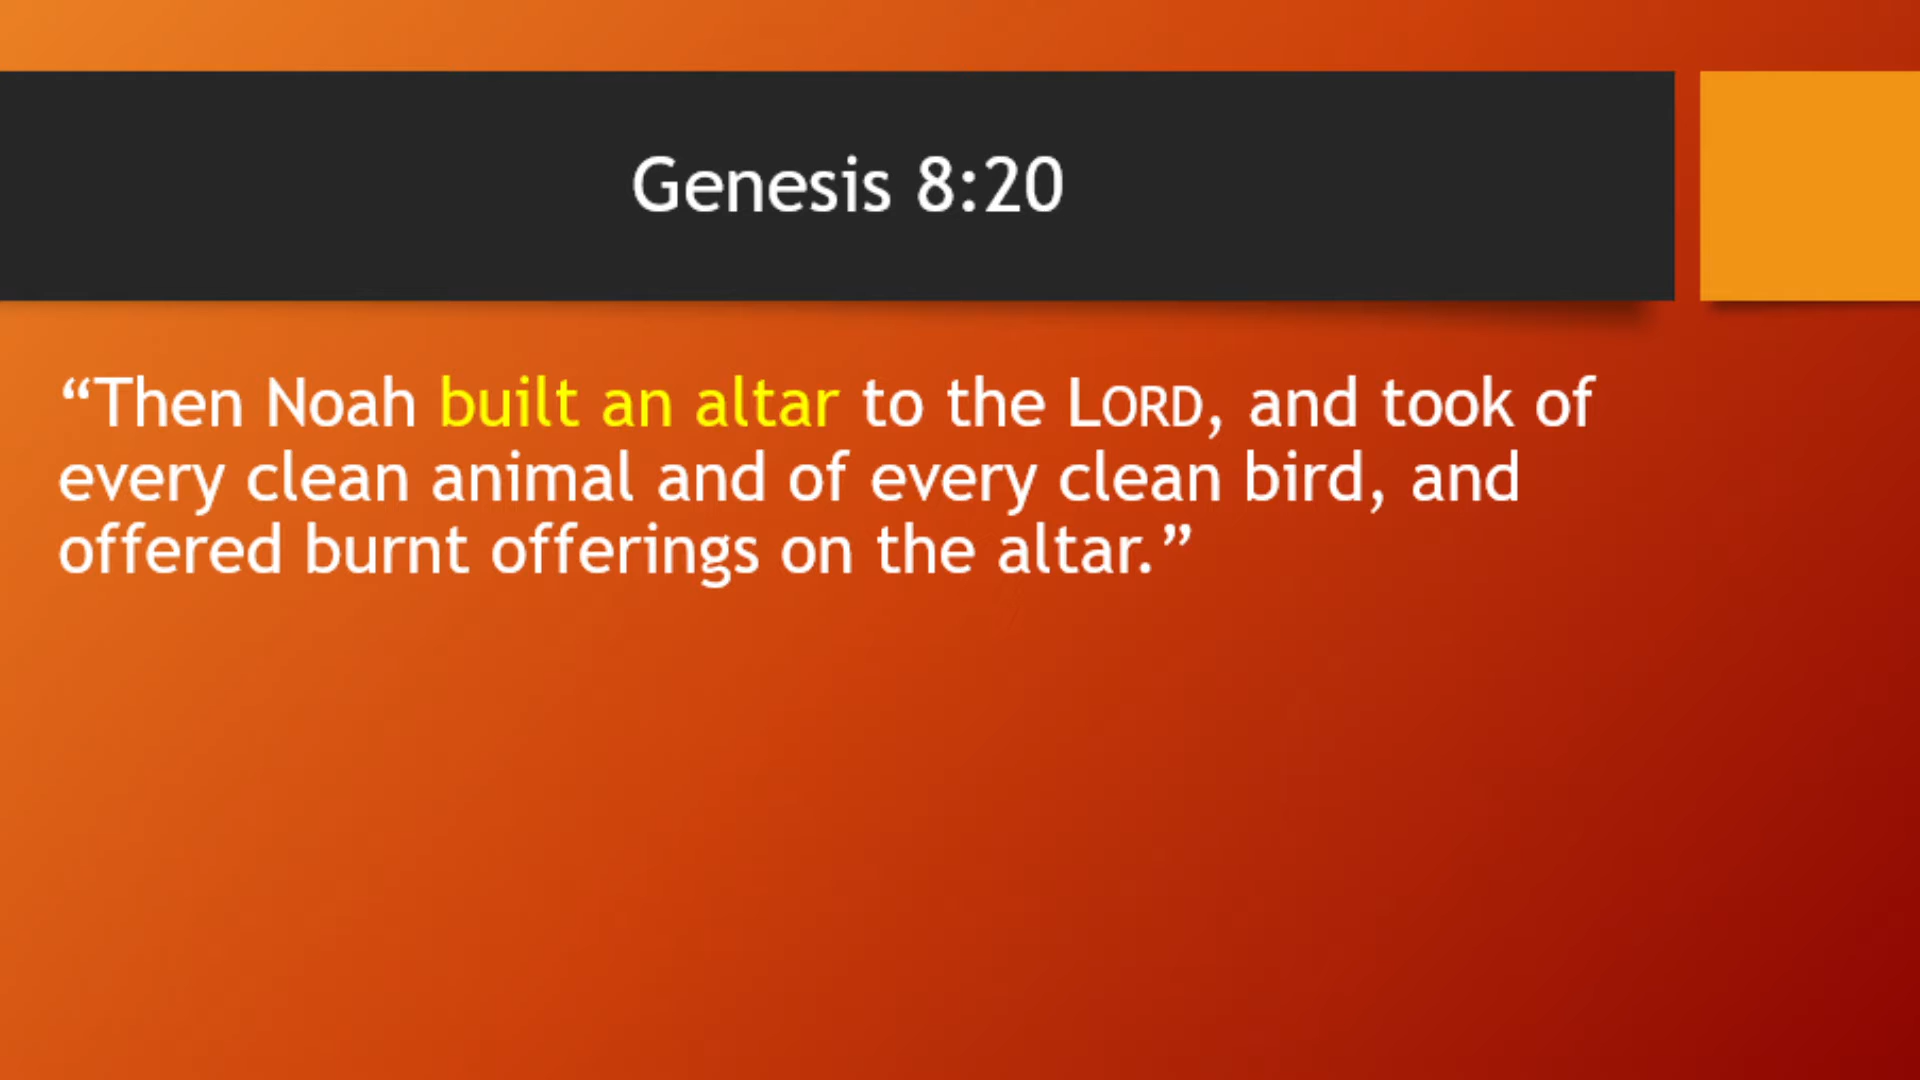 Genesis 8:20
“Then Noah built an altar to the LORD, and took of
every clean animal and of every clean bird, and
offered burnt offerings on the altar.”